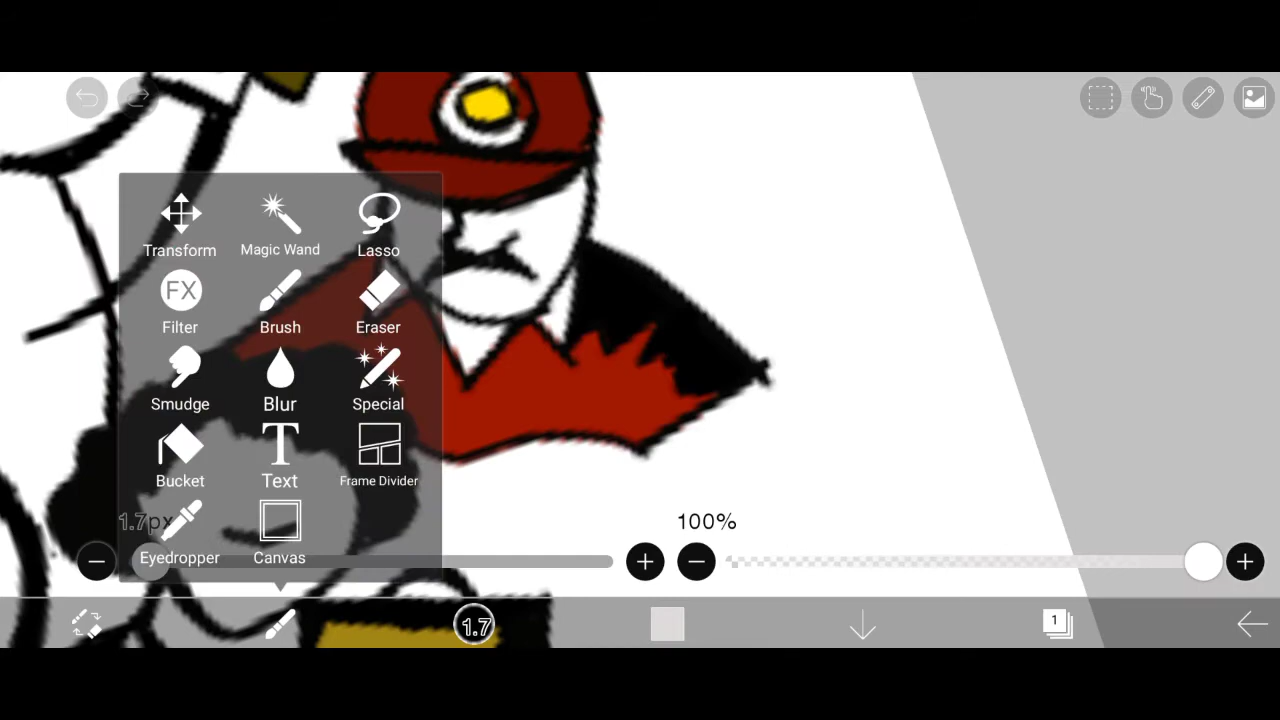 Transform Magic Wand Lasso
FX
Filter Brush Eraser
Smudge Blur Special
T
Bucket Text Frame Divider
1.7px 100%
Eyedropper Canvas
1.7 1